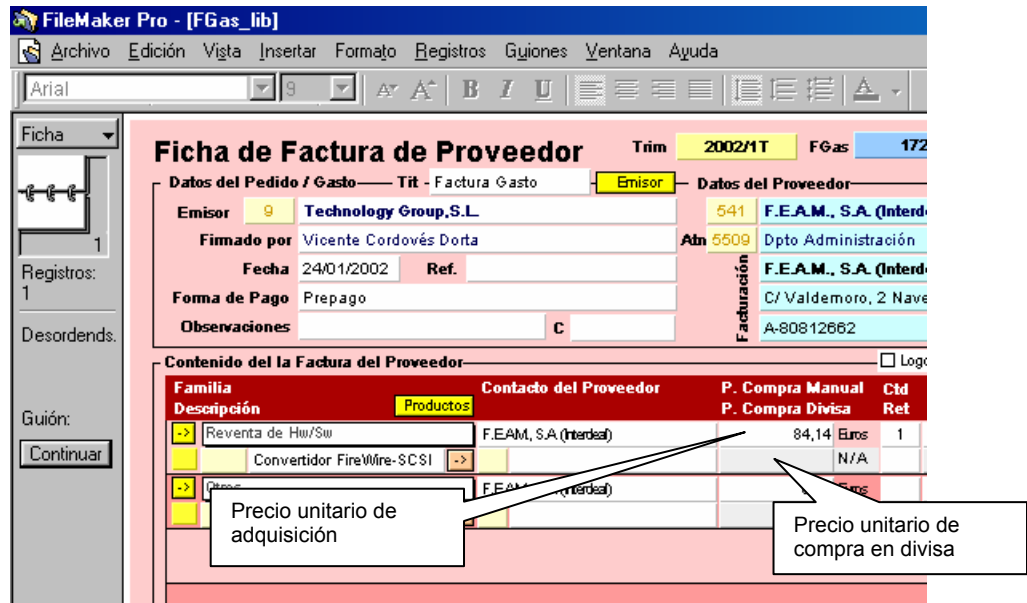 FileMaker Pro - [FGas_lib]
Archivo Edición Vista Insertar Formato Registros Guiones Ventana Ayuda
Arial 9 B I U A
Ficha
1
Registros:
1
Desordends.
Guión:
Continuar
Ficha de Factura de Proveedor Trim 2002/1T FGas 172
Datos del Pedido / Gasto Tit - Factura Gasto Emisor Datos del Proveedor
Emisor 9 Technology Group,S.L. 541 F.E.A.M., S.A. (Interd
Firmado por Vicente Cordovés Dorta Atn 5509 Dpto Administración
Fecha 24/01/2002 Ref. F.E.A.M., S.A. (Interd
Facturación
Forma de Pago Prepago C/ Valdemoro, 2 Nave
Observaciones C A-80812662
Contenido del la Factura del Proveedor Logo
Familia Contacto del Proveedor P. Compra Manual Ctd
Descripción Productos P. Compra Divisa Ret
-> Reventa de Hw/Sw F.EAM, S.A (Interdeal) 84,14 Euros 1
Convertidor FireWire-SCSI -> N/A
-> Otros F.EAM (Interdeal) Euros
Precio unitario de
adquisición
Precio unitario de
compra en divisa